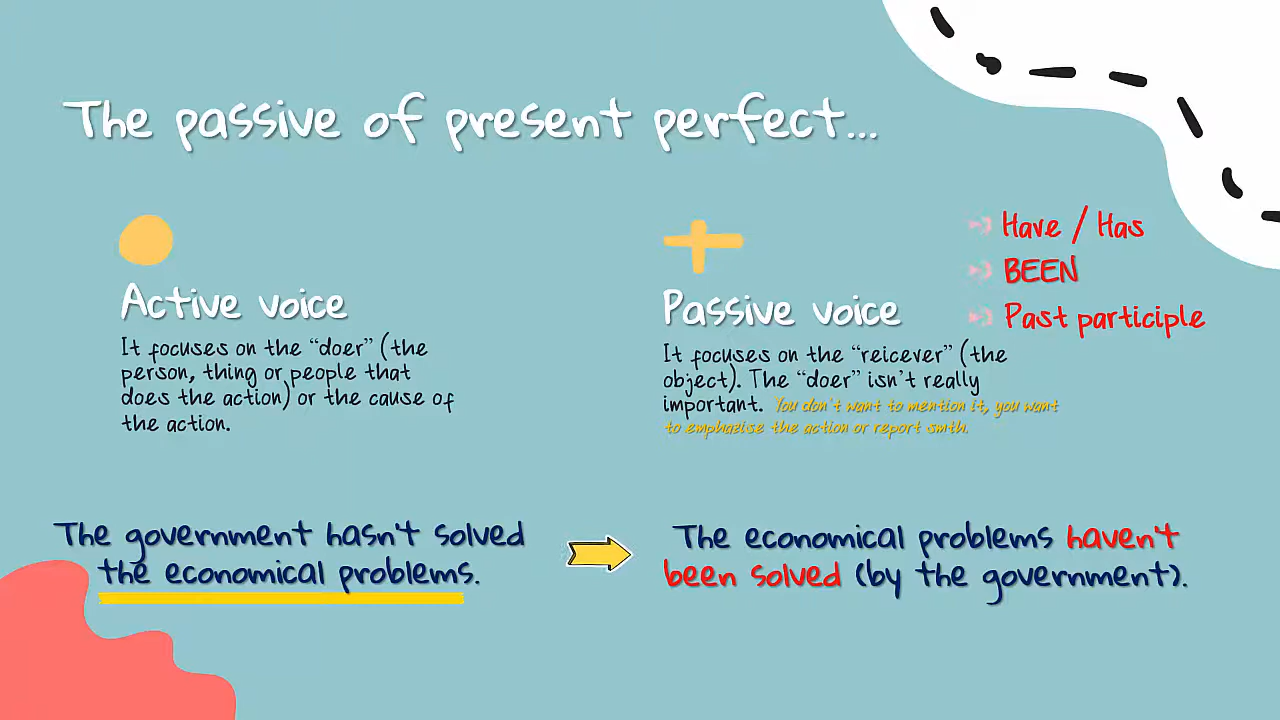 The passive of present perfect...
Active voice
It focuses on the “doer” (the
person, thing or people that
does the action) or the cause of
the action.
Passive voice
Have / Has
BEEN
Past participle
It focuses on the “reicever” (the
object). The “doer” isn't really
important. You don't want to mention it, you want
to emphasise the action or report smth.
The government hasn't solved
the economical problems.
The economical problems haven't
been solved (by the government).